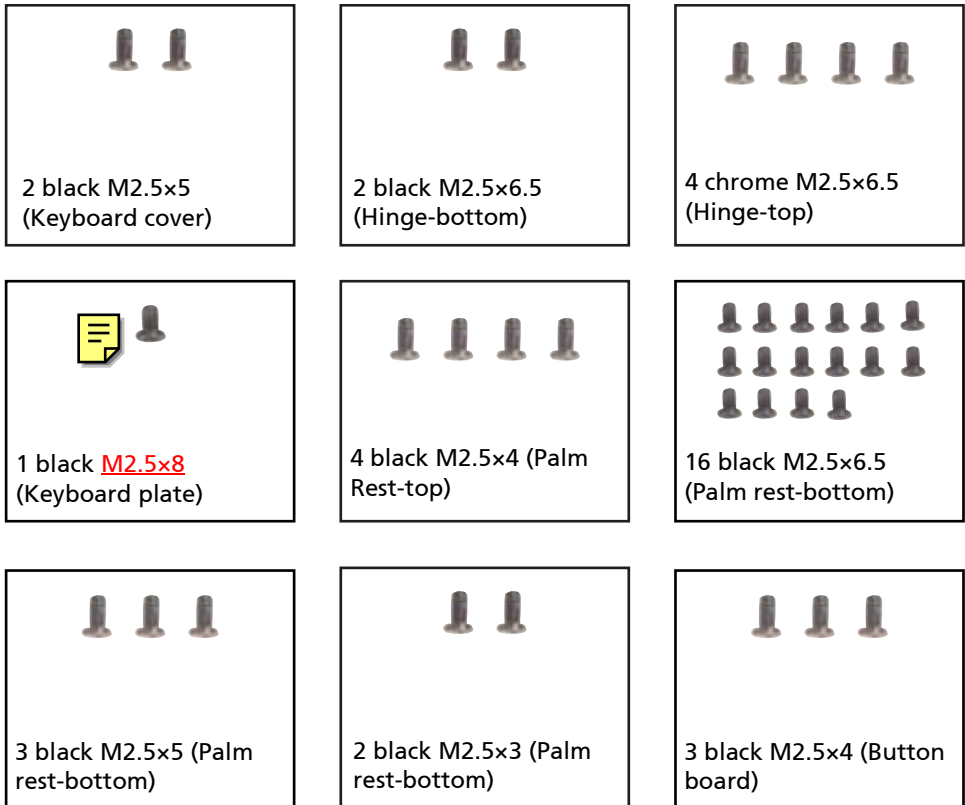 2 black M2.5×5
(Keyboard cover)
2 black M2.5×6.5
(Hinge-bottom)
4 chrome M2.5×6.5
(Hinge-top)
1 black M2.5×8
(Keyboard plate)
4 black M2.5×4 (Palm
Rest-top)
16 black M2.5×6.5
(Palm rest-bottom)
3 black M2.5×5 (Palm
rest-bottom)
2 black M2.5×3 (Palm
rest-bottom)
3 black M2.5×4 (Button
board)